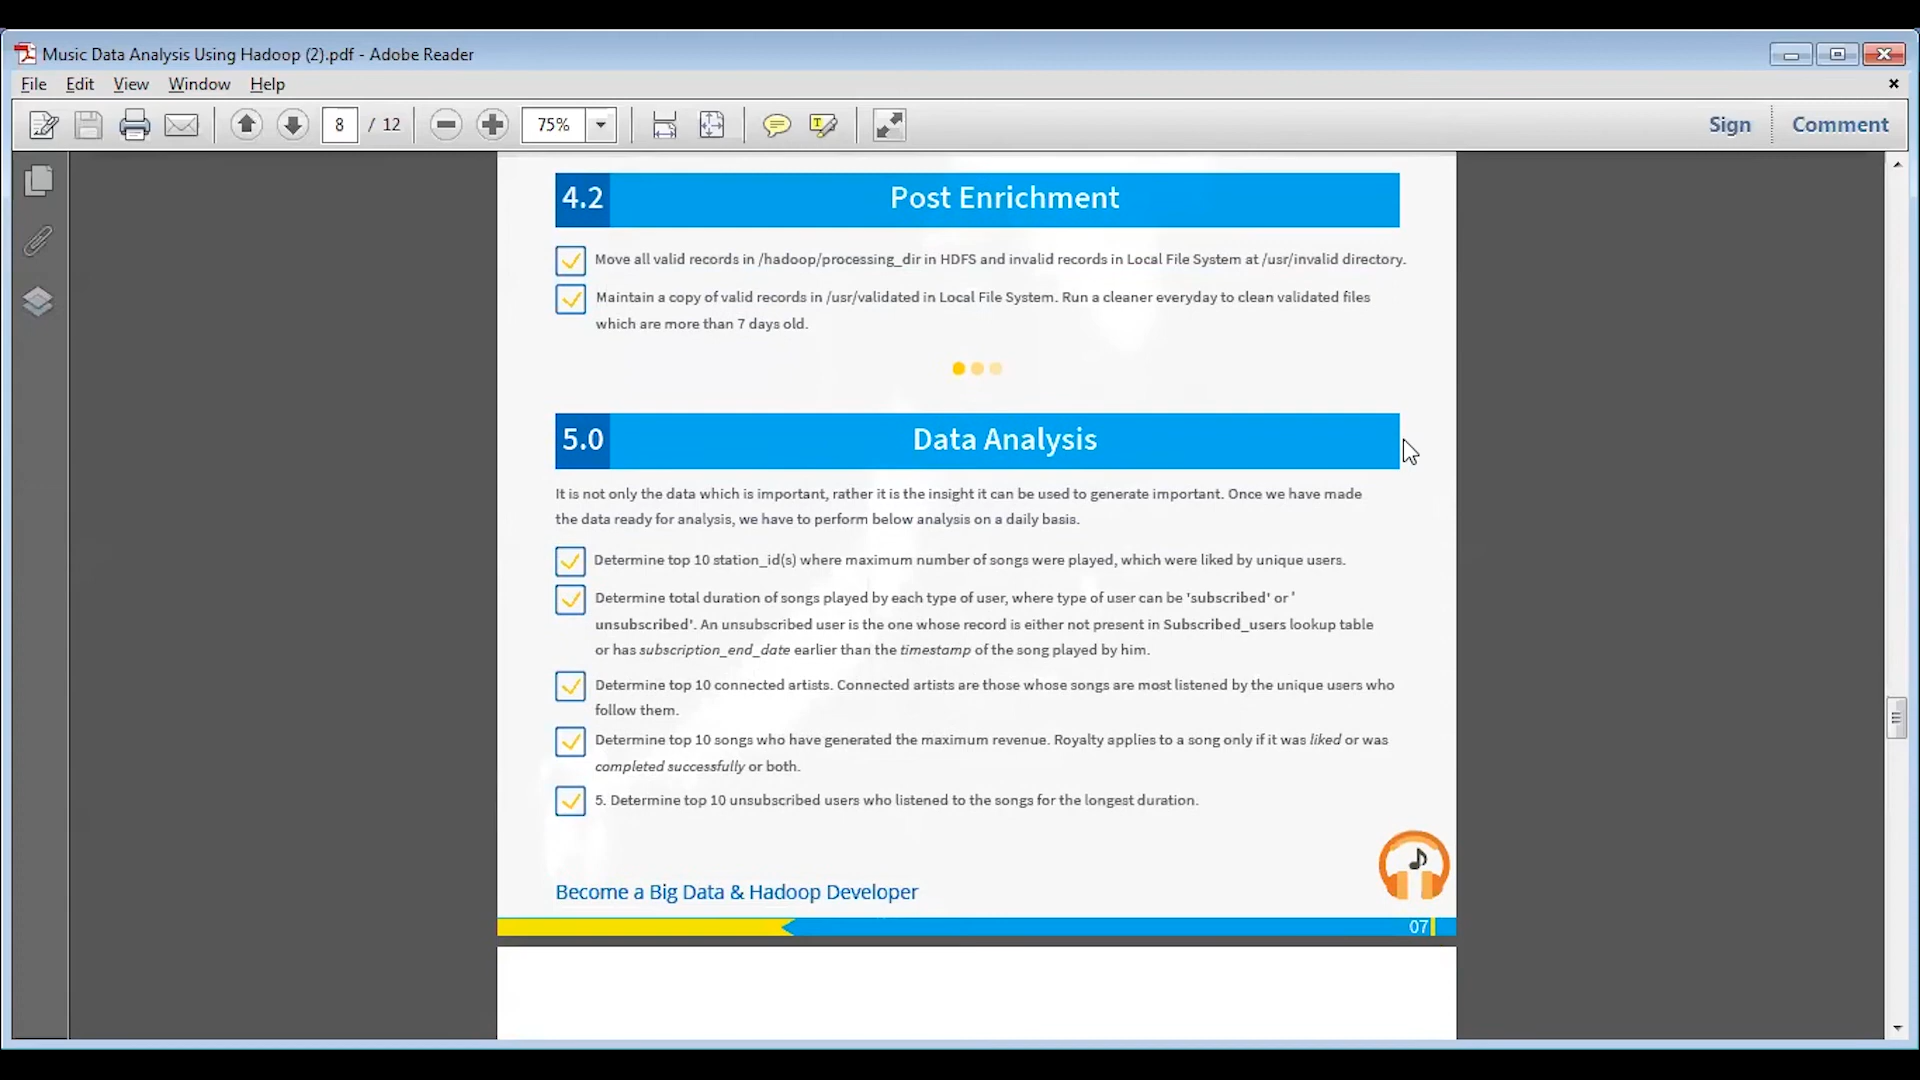 Music Data Analysis Using Hadoop (2).pdf - Adobe Reader
File Edit View Window Help
8 / 12 75% Sign Comment
4.2 Post Enrichment
Move all valid records in /hadoop/processing_dir in HDFS and invalid records in Local File System at /usr/invalid directory.
Maintain a copy of valid records in /usr/validated in Local File System. Run a cleaner everyday to clean validated files
which are more than 7 days old.
5.0 Data Analysis
It is not only the data which is important, rather it is the insight it can be used to generate important. Once we have made
the data ready for analysis, we have to perform below analysis on a daily basis.
Determine top 10 station_id(s) where maximum number of songs were played, which were liked by unique users.
Determine total duration of songs played by each type of user, where type of user can be 'subscribed' or '
unsubscribed'. An unsubscribed user is the one whose record is either not present in Subscribed_users lookup table
or has subscription_end_date earlier than the timestamp of the song played by him.
Determine top 10 connected artists. Connected artists are those whose songs are most listened by the unique users who
follow them.
Determine top 10 songs who have generated the maximum revenue. Royalty applies to a song only if it was liked or was
completed successfully or both.
5. Determine top 10 unsubscribed users who listened to the songs for the longest duration.
Become a Big Data & Hadoop Developer
07